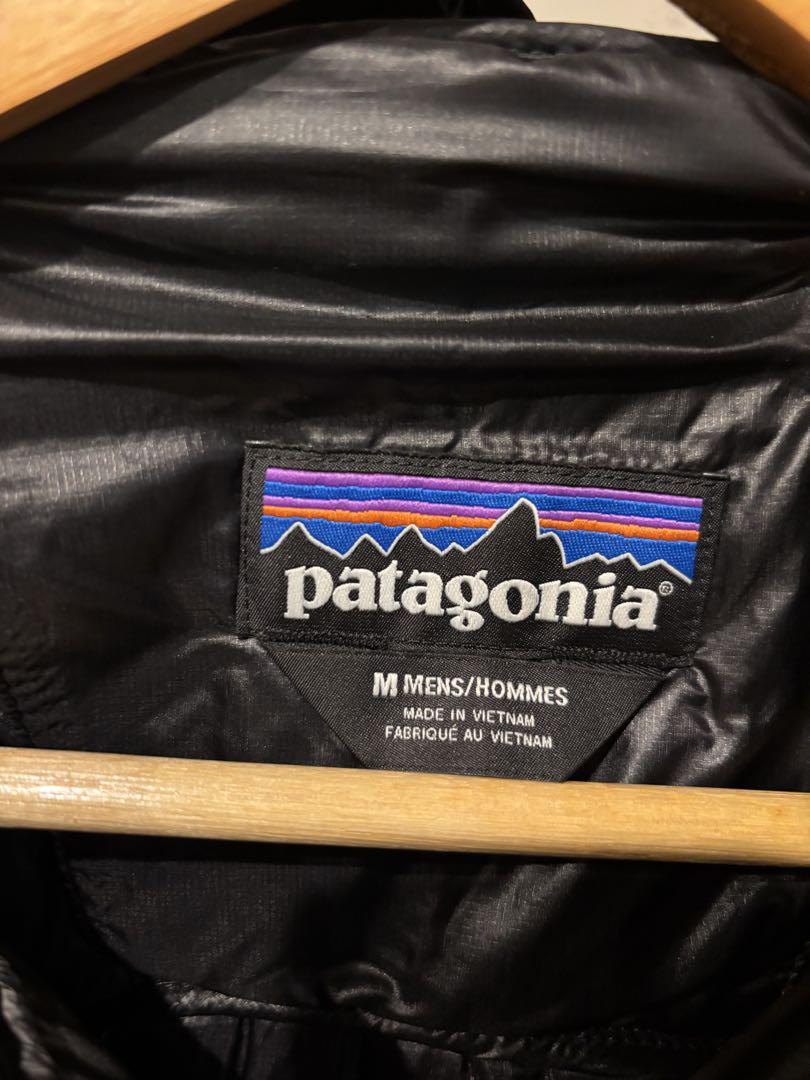 patagonia®
M MENS/HOMMES
MADE IN VIETNAM
FABRIQUÉ AU VIETNAM